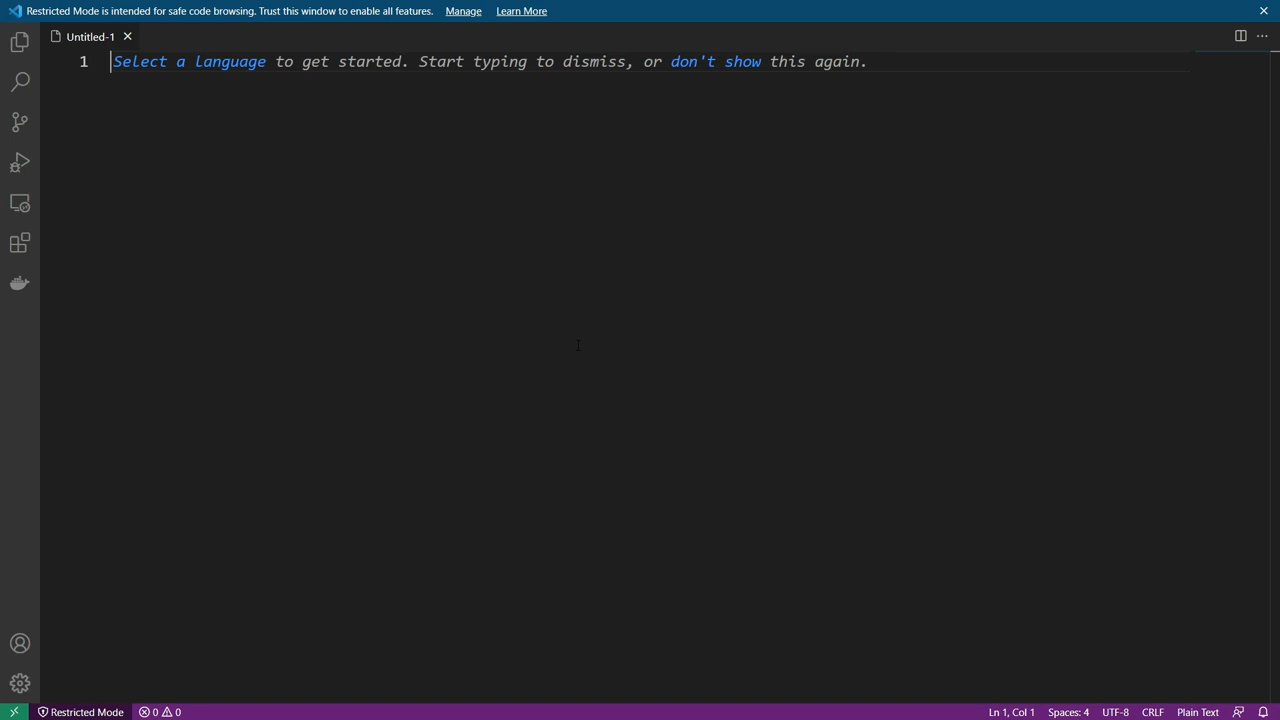 Restricted Mode is intended for safe code browsing. Trust this window to enable all features. Manage Learn More
Untitled-1
1 Select a language to get started. Start typing to dismiss, or don't show this again.
Restricted Mode 0 0 Ln 1, Col 1 Spaces: 4 UTF-8 CRLF Plain Text